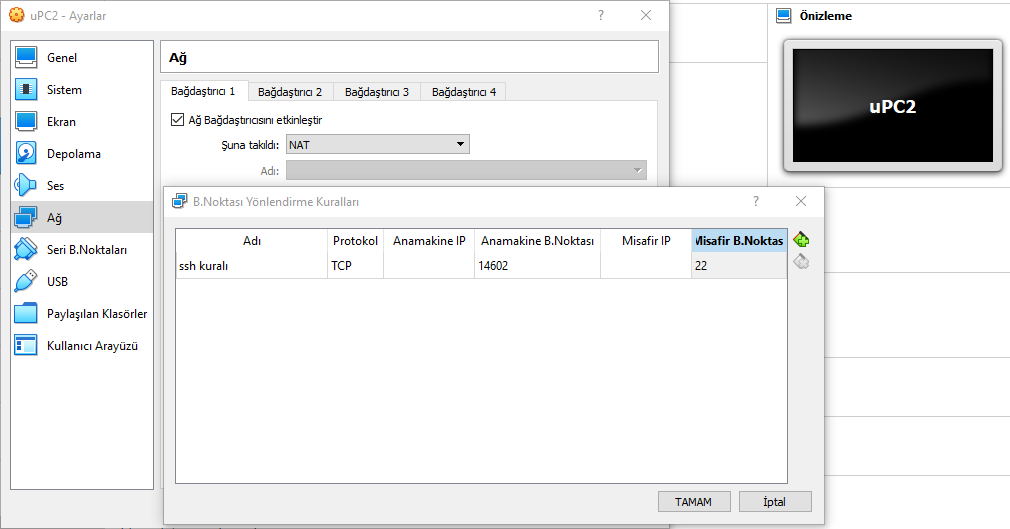 uPC2 - Ayarlar
?
Önizleme
Genel
Sistem
Ekran
Depolama
Ses
Ağ
Seri B.Noktaları
USB
Paylaşılan Klasörler
Kullanıcı Arayüzü
Ağ
Bağdaştırıcı 1 Bağdaştırıcı 2 Bağdaştırıcı 3 Bağdaştırıcı 4
Ağ Bağdaştırıcısını etkinleştir
Şuna takıldı: NAT
Adı:
uPC2
B.Noktası Yönlendirme Kuralları
?
Adı Protokol Anamakine IP Anamakine B.Noktası Misafir IP Misafir B.Noktas
ssh kuralı TCP 14602 22
TAMAM İptal